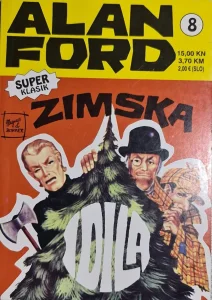 ALAN
FORD
8
15,00 KN
3,70 KM
2,00 € (SLO)
SUPER
KLASIK
ZIMSKA
IDILA